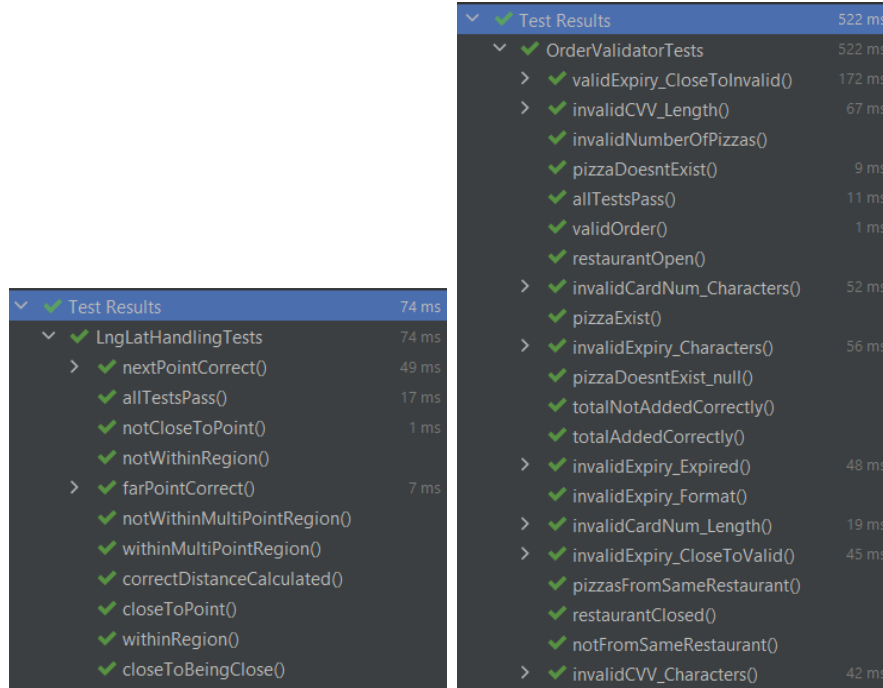 Test Results 74 ms
LngLatHandlingTests 74 ms
nextPointCorrect() 49 ms
allTestsPass() 17 ms
notCloseToPoint() 1 ms
notWithinRegion()
farPointCorrect() 7 ms
notWithinMultiPointRegion()
withinMultiPointRegion()
correctDistanceCalculated()
closeToPoint()
withinRegion()
closeToBeingClose()
Test Results 522 ms
OrderValidatorTests 522 ms
validExpiry_CloseToInvalid() 172 ms
invalidCVV_Length() 67 ms
invalidNumberOfPizzas()
pizzaDoesntExist() 9 ms
allTestsPass() 11 ms
validOrder() 1 ms
restaurantOpen()
invalidCardNum_Characters() 52 ms
pizzaExist()
invalidExpiry_Characters() 56 ms
pizzaDoesntExist_null()
totalNotAddedCorrectly()
totalAddedCorrectly()
invalidExpiry_Expired() 48 ms
invalidExpiry_Format()
invalidCardNum_Length() 19 ms
invalidExpiry_CloseToValid() 45 ms
pizzasFromSameRestaurant()
restaurantClosed()
notFromSameRestaurant()
invalidCVV_Characters() 42 ms